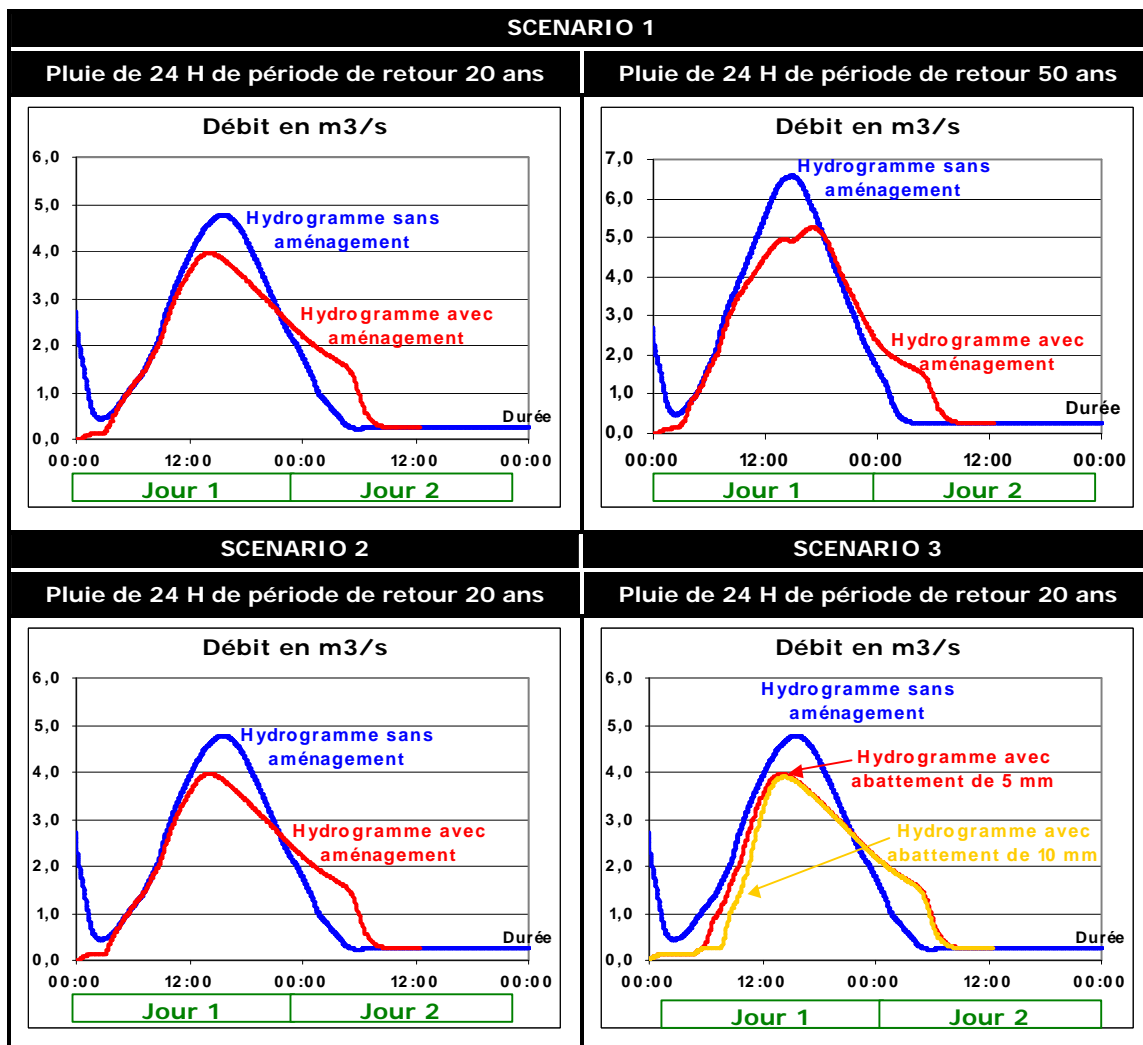 SCENARIO 1
Pluie de 24 H de période de retour 20 ans
Débit en m3/s
6,0
5,0
4,0
3,0
2,0
1,0
0,0
Hydrogramme sans
aménagement
Hydrogramme avec
aménagement
Durée
00:00 12:00 00:00 12:00 00:00
Jour 1 Jour 2
Pluie de 24 H de période de retour 50 ans
Débit en m3/s
7,0
6,0
5,0
4,0
3,0
2,0
1,0
0,0
Hydrogramme sans
aménagement
Hydrogramme avec
aménagement
Durée
00:00 12:00 00:00 12:00 00:00
Jour 1 Jour 2
SCENARIO 2
Pluie de 24 H de période de retour 20 ans
Débit en m3/s
6,0
5,0
4,0
3,0
2,0
1,0
0,0
Hydrogramme sans
aménagement
Hydrogramme avec
aménagement
Durée
00:00 12:00 00:00 12:00 00:00
Jour 1 Jour 2
SCENARIO 3
Pluie de 24 H de période de retour 20 ans
Débit en m3/s
6,0
5,0
4,0
3,0
2,0
1,0
0,0
Hydrogramme sans
aménagement
Hydrogramme avec
abattement de 5 mm
Hydrogramme avec
abattement de 10 mm
Durée
00:00 12:00 00:00 12:00 00:00
Jour 1 Jour 2